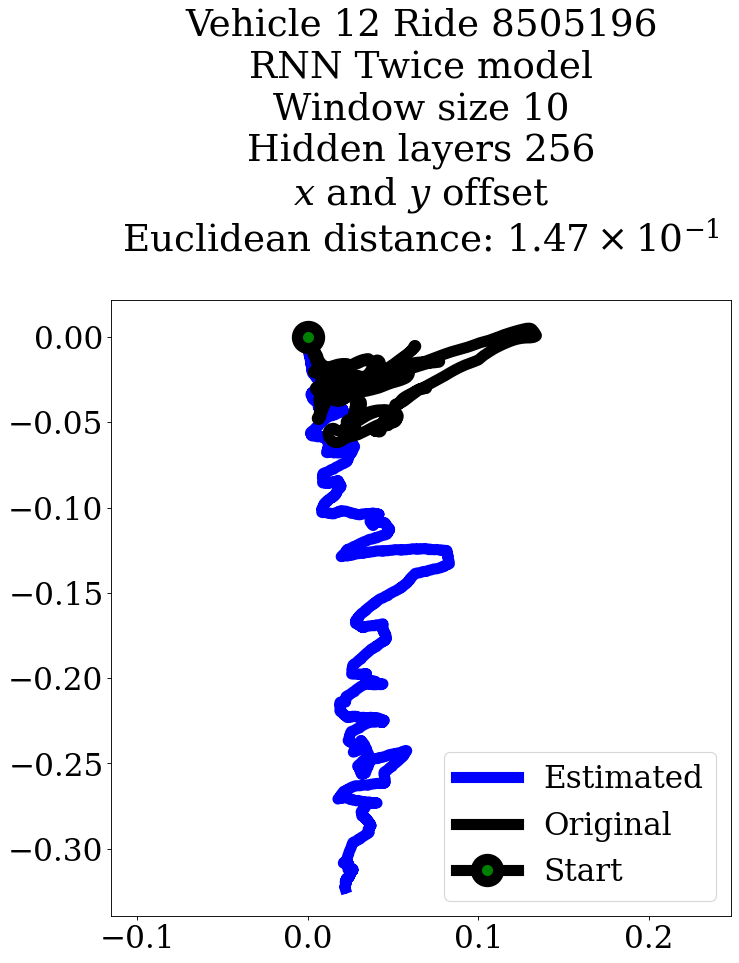 Vehicle 12 Ride 8505196
RNN Twice model
Window size 10
Hidden layers 256
x and y offset
Euclidean distance: 1.47 × 10⁻¹
0.00
−0.05
−0.10
−0.15
−0.20
−0.25
−0.30
Estimated
Original
Start
−0.1
0.0
0.1
0.2